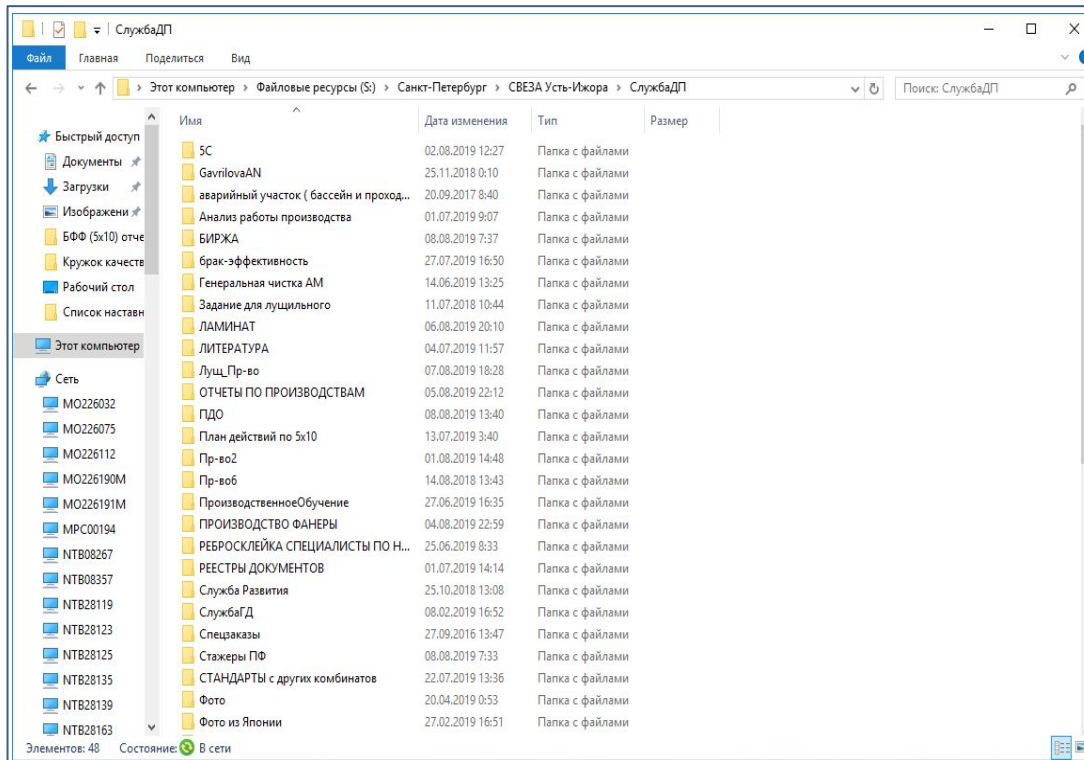 СлужбаДП
Файл Главная Поделиться Вид
Этот компьютер › Файловые ресурсы (S:) › Санкт-Петербург › СВЕЗА Усть-Ижора › СлужбаДП
Поиск: СлужбаДП
Быстрый доступ
Документы
Загрузки
Изображени
БФФ (5x10) отче
Кружок качеств
Рабочий стол
Список наставн
Этот компьютер
Сеть
MO226032
MO226075
MO226112
MO226190M
MO226191M
MPC00194
NTB08267
NTB08357
NTB28119
NTB28123
NTB28125
NTB28135
NTB28139
NTB28163
Имя Дата изменения Тип Размер
5C 02.08.2019 12:27 Папка с файлами
GavrilovaAN 25.11.2018 0:10 Папка с файлами
аварийный участок ( бассейн и проход... 20.09.2017 8:40 Папка с файлами
Анализ работы производства 01.07.2019 9:07 Папка с файлами
БИРЖА 08.08.2019 7:37 Папка с файлами
брак-эффективность 27.07.2019 16:50 Папка с файлами
Генеральная чистка АМ 14.06.2019 13:25 Папка с файлами
Задание для лущильного 11.07.2018 10:44 Папка с файлами
ЛАМИНАТ 06.08.2019 20:10 Папка с файлами
ЛИТЕРАТУРА 04.07.2019 11:57 Папка с файлами
Лущ_Пр-во 07.08.2019 18:28 Папка с файлами
ОТЧЕТЫ ПО ПРОИЗВОДСТВАМ 05.08.2019 22:12 Папка с файлами
ПДО 08.08.2019 13:40 Папка с файлами
План действий по 5x10 13.07.2019 3:40 Папка с файлами
Пр-во2 01.08.2019 14:48 Папка с файлами
Пр-во6 14.08.2018 13:43 Папка с файлами
ПроизводственноеОбучение 27.06.2019 16:35 Папка с файлами
ПРОИЗВОДСТВО ФАНЕРЫ 04.08.2019 22:59 Папка с файлами
РЕБРОСКЛЕЙКА СПЕЦИАЛИСТЫ ПО Н... 25.06.2019 8:33 Папка с файлами
РЕЕСТРЫ ДОКУМЕНТОВ 01.07.2019 14:14 Папка с файлами
Служба Развития 25.10.2018 13:08 Папка с файлами
СлужбаГД 08.02.2019 16:52 Папка с файлами
Спецзаказы 27.09.2016 13:47 Папка с файлами
Стажеры ПФ 08.08.2019 7:33 Папка с файлами
СТАНДАРТЫ с других комбинатов 22.07.2019 13:36 Папка с файлами
Фото 20.04.2019 0:53 Папка с файлами
Фото из Японии 27.02.2019 16:51 Папка с файлами
Элементов: 48 Состояние: В сети